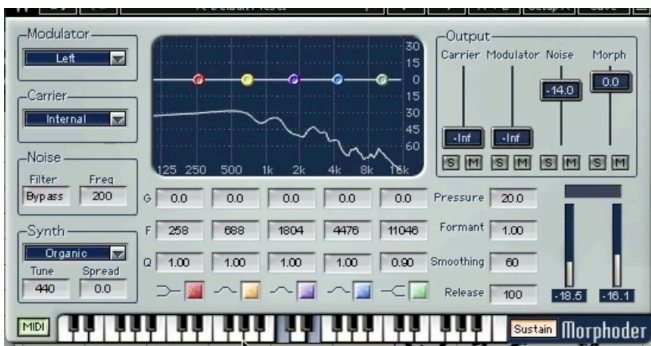 Modulator
Left
Carrier
Internal
Noise
Filter Freq
Bypass 200
Synth
Organic
Tune Spread
440 0.0
30
15
0
15
30
45
60
125 250 500 1k 2k 4k 8k 16k
G 0.0 0.0 0.0 0.0 0.0
F 258 688 1804 4476 11046
Q 1.00 1.00 1.00 1.00 0.90
Output
Carrier Modulator Noise Morph
-Inf -Inf -14.0 0.0
S M S M S M S M
Pressure 20.0
Formant 1.00
Smoothing 60
Release 100
-18.5 -16.1
MIDI
Sustain Morphoder